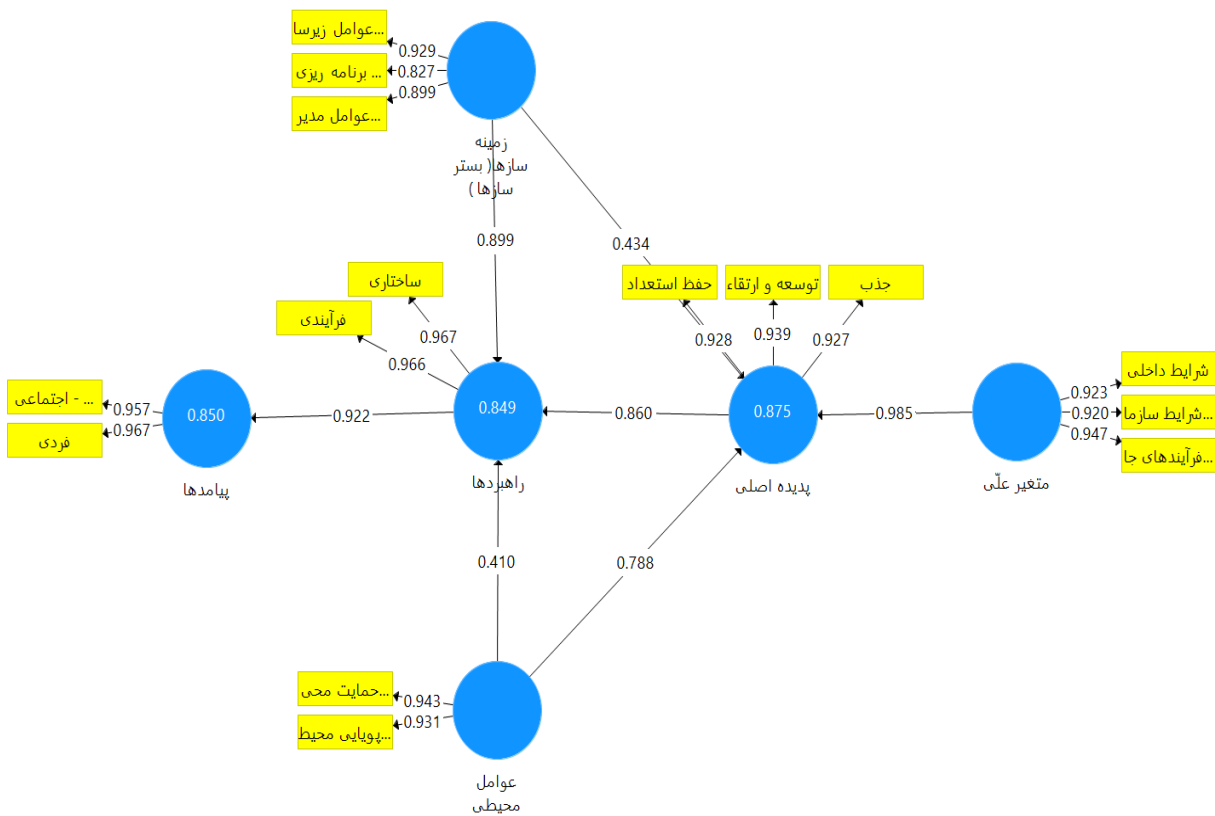 عوامل زیرسا...
0.929
برنامه ریزی ...
0.827
عوامل مدیر...
0.899
زمینه
سازها( بستر
سازها )
0.899
0.434
ساختاری
0.967
فرآیندی
0.966
حفظ استعداد
0.928
توسعه و ارتقاء
0.939
جذب
0.927
شرایط داخلی
0.923
شرایط سازما...
0.920
فرآیندهای جا...
0.947
متغیر علّی
0.985
0.875
پدیده اصلی
0.860
0.849
راهبردها
0.922
0.850
پیامدها
اجتماعی - ...
0.957
فردی
0.967
0.410
0.788
حمایت محی...
0.943
پویایی محیط...
0.931
عوامل
محیطی